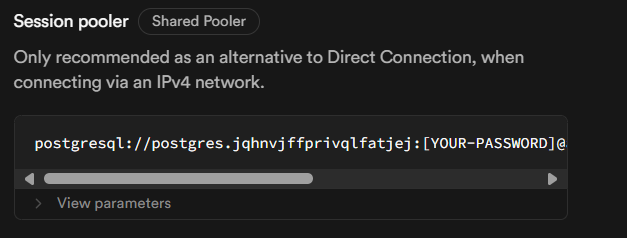 Session pooler Shared Pooler
Only recommended as an alternative to Direct Connection, when
connecting via an IPv4 network.
postgresql://postgres.jqhnvjffprivqlfatjej:[YOUR-PASSWORD]@
View parameters